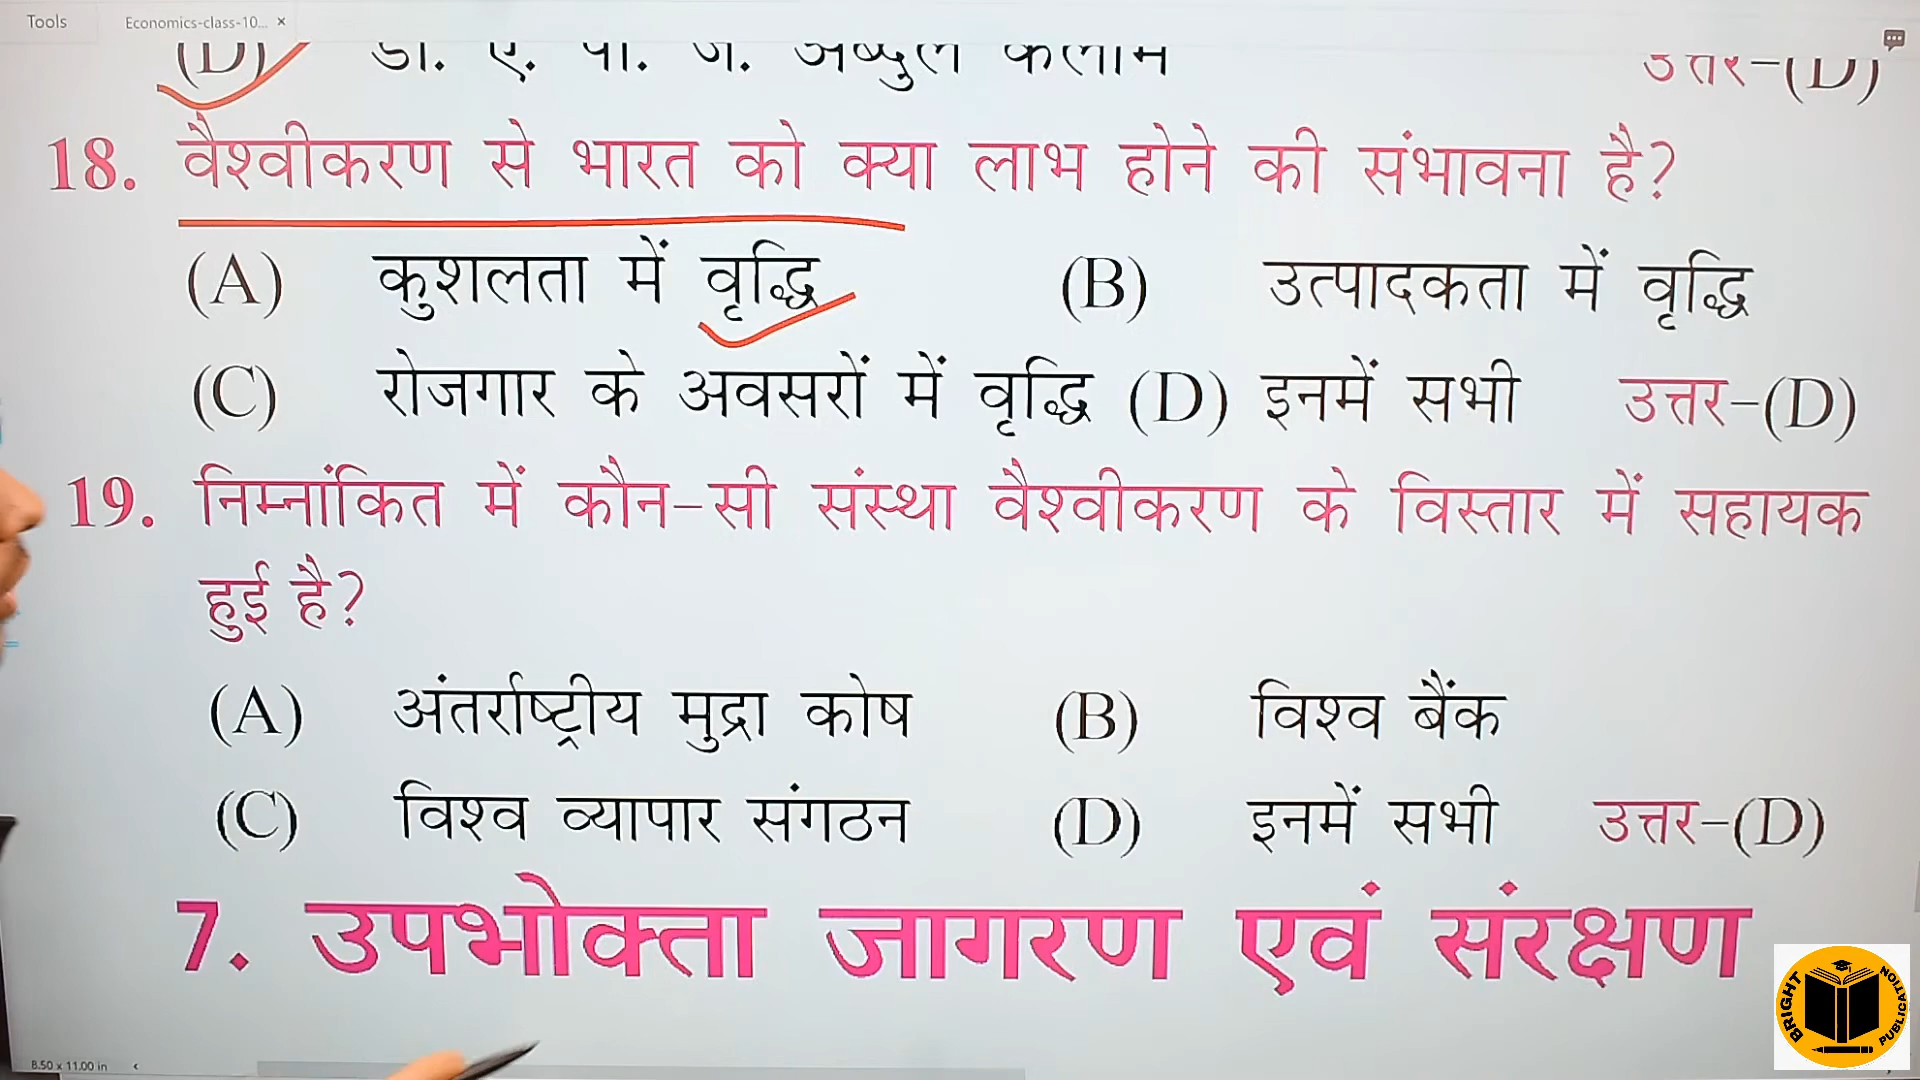 Tools Economics-class-10... ×
(D) डॉ. ए. पी. जे. अब्दुल कलाम उत्तर-(D)
18. वैश्वीकरण से भारत को क्या लाभ होने की संभावना है?
(A) कुशलता में वृद्धि (B) उत्पादकता में वृद्धि
(C) रोजगार के अवसरों में वृद्धि (D) इनमें सभी उत्तर-(D)
19. निम्नांकित में कौन-सी संस्था वैश्वीकरण के विस्तार में सहायक
हुई है?
(A) अंतर्राष्ट्रीय मुद्रा कोष (B) विश्व बैंक
(C) विश्व व्यापार संगठन (D) इनमें सभी उत्तर-(D)
7. उपभोक्ता जागरण एवं संरक्षण
BRIGHT PUBLICATION
8.50 x 11.00 in